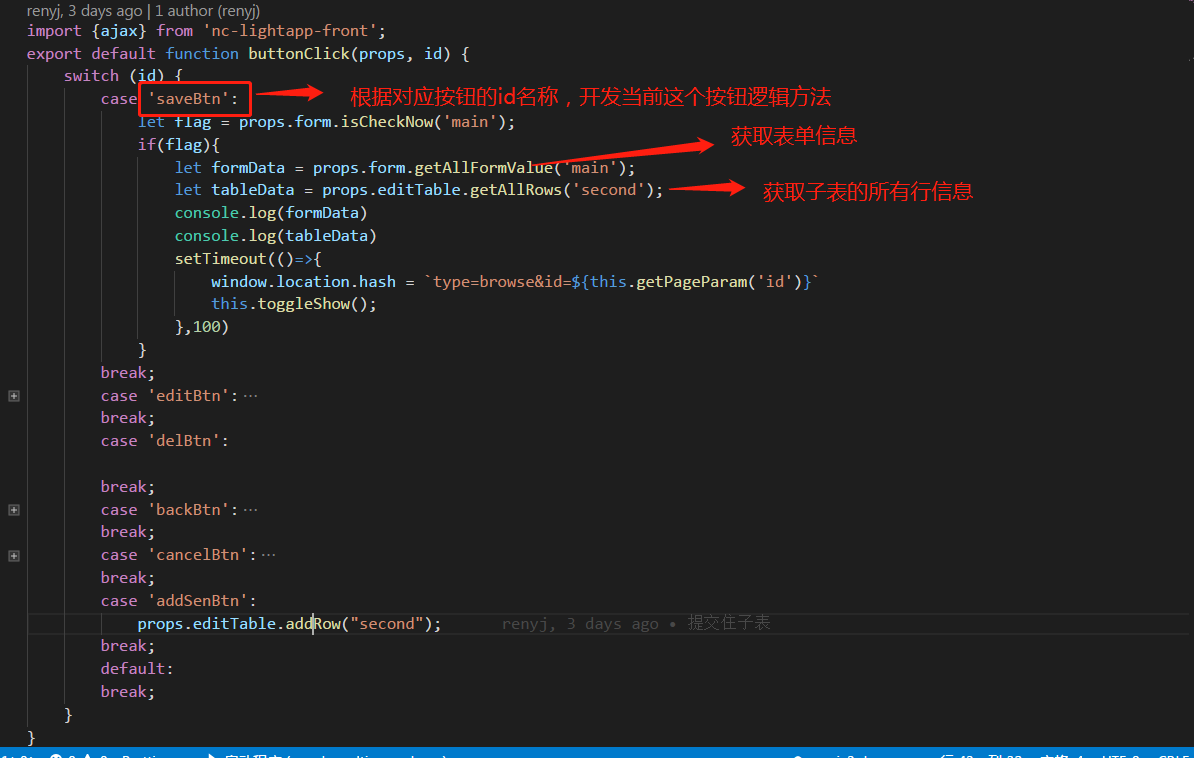 renyj, 3 days ago | 1 author (renyj)
import {ajax} from 'nc-lightapp-front';
export default function buttonClick(props, id) {
switch (id) {
case 'saveBtn': 根据对应按钮的id名称，开发当前这个按钮逻辑方法
let flag = props.form.isCheckNow('main');
if(flag){ 获取表单信息
let formData = props.form.getAllFormValue('main');
let tableData = props.editTable.getAllRows('second'); 获取子表的所有行信息
console.log(formData)
console.log(tableData)
setTimeout(()=>{
window.location.hash = `type=browse&id=${this.getPageParam('id')}`
this.toggleShow();
},100)
}
break;
case 'editBtn': ···
break;
case 'delBtn':
break;
case 'backBtn': ···
break;
case 'cancelBtn': ···
break;
case 'addSenBtn':
props.editTable.addRow("second"); renyj, 3 days ago • 提交住子表
break;
default:
break;
}
}